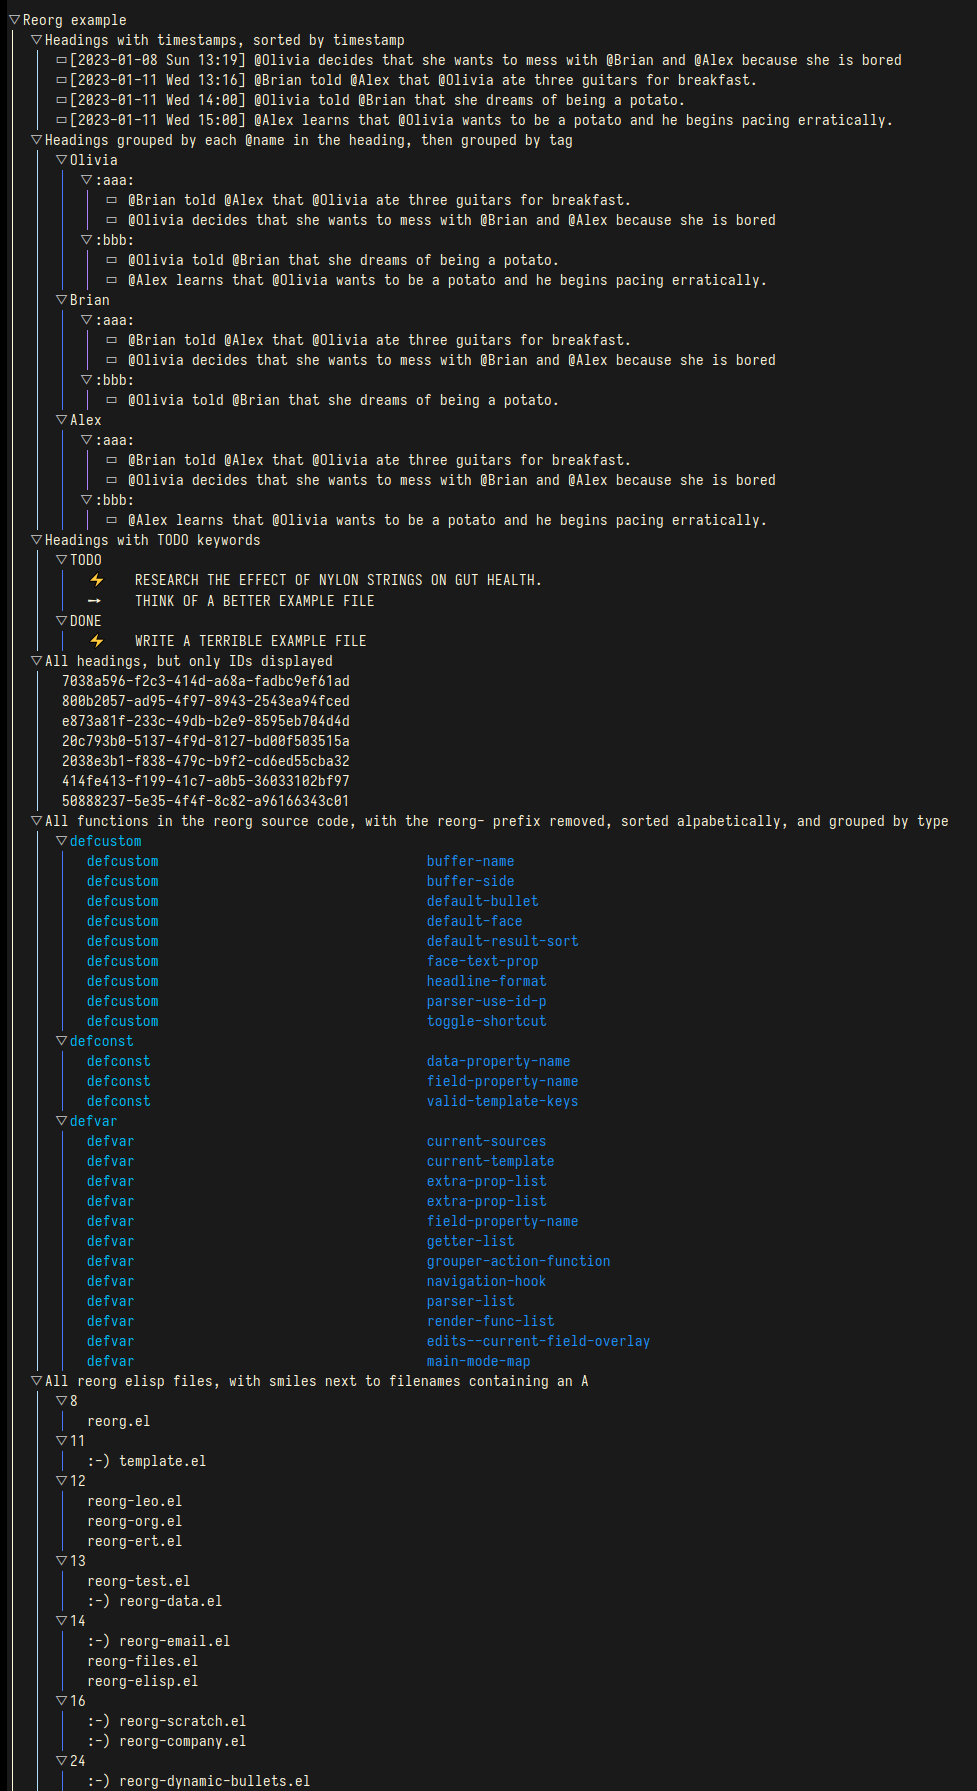 Reorg example
Headings with timestamps, sorted by timestamp
[2023-01-08 Sun 13:19] @Olivia decides that she wants to mess with @Brian and @Alex because she is bored
[2023-01-11 Wed 13:16] @Brian told @Alex that @Olivia ate three guitars for breakfast.
[2023-01-11 Wed 14:00] @Olivia told @Brian that she dreams of being a potato.
[2023-01-11 Wed 15:00] @Alex learns that @Olivia wants to be a potato and he begins pacing erratically.
Headings grouped by each @name in the heading, then grouped by tag
Olivia
:aaa:
@Brian told @Alex that @Olivia ate three guitars for breakfast.
@Olivia decides that she wants to mess with @Brian and @Alex because she is bored
:bbb:
@Olivia told @Brian that she dreams of being a potato.
@Alex learns that @Olivia wants to be a potato and he begins pacing erratically.
Brian
:aaa:
@Brian told @Alex that @Olivia ate three guitars for breakfast.
@Olivia decides that she wants to mess with @Brian and @Alex because she is bored
:bbb:
@Olivia told @Brian that she dreams of being a potato.
Alex
:aaa:
@Brian told @Alex that @Olivia ate three guitars for breakfast.
@Olivia decides that she wants to mess with @Brian and @Alex because she is bored
:bbb:
@Alex learns that @Olivia wants to be a potato and he begins pacing erratically.
Headings with TODO keywords
TODO
RESEARCH THE EFFECT OF NYLON STRINGS ON GUT HEALTH.
THINK OF A BETTER EXAMPLE FILE
DONE
WRITE A TERRIBLE EXAMPLE FILE
All headings, but only IDs displayed
7038a596-f2c3-414d-a68a-fadbc9ef61ad
800b2057-ad95-4f97-8943-2543ea94fced
e873a81f-233c-49db-b2e9-8595eb704d4d
20c793b0-5137-4f9d-8127-bd00f503515a
2038e3b1-f838-479c-b9f2-cd6ed55cba32
414fe413-f199-41c7-a0b5-36033102bf97
50888237-5e35-4f4f-8c82-a96166343c01
All functions in the reorg source code, with the reorg- prefix removed, sorted alpabetically, and grouped by type
defcustom
defcustom buffer-name
defcustom buffer-side
defcustom default-bullet
defcustom default-face
defcustom default-result-sort
defcustom face-text-prop
defcustom headline-format
defcustom parser-use-id-p
defcustom toggle-shortcut
defconst
defconst data-property-name
defconst field-property-name
defconst valid-template-keys
defvar
defvar current-sources
defvar current-template
defvar extra-prop-list
defvar extra-prop-list
defvar field-property-name
defvar getter-list
defvar grouper-action-function
defvar navigation-hook
defvar parser-list
defvar render-func-list
defvar edits--current-field-overlay
defvar main-mode-map
All reorg elisp files, with smiles next to filenames containing an A
8
reorg.el
11
:-) template.el
12
reorg-leo.el
reorg-org.el
reorg-ert.el
13
reorg-test.el
:-) reorg-data.el
14
:-) reorg-email.el
reorg-files.el
reorg-elisp.el
16
:-) reorg-scratch.el
:-) reorg-company.el
24
:-) reorg-dynamic-bullets.el